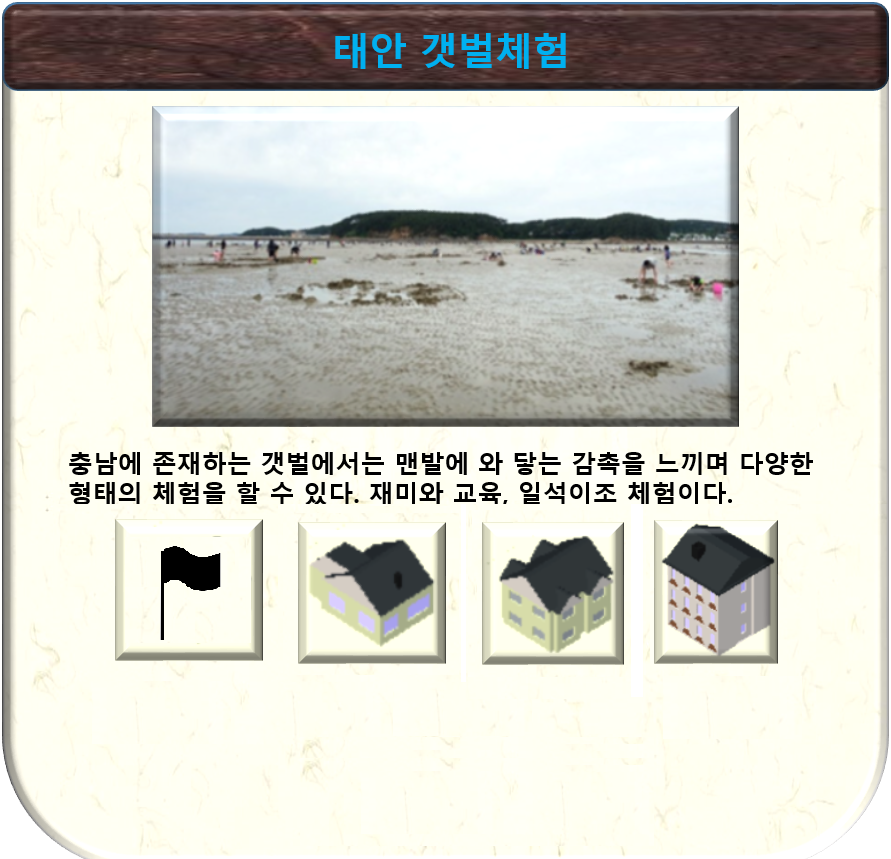 태안 갯벌체험
충남에 존재하는 갯벌에서는 맨발에 와 닿는 감촉을 느끼며 다양한
형태의 체험을 할 수 있다. 재미와 교육, 일석이조 체험이다.